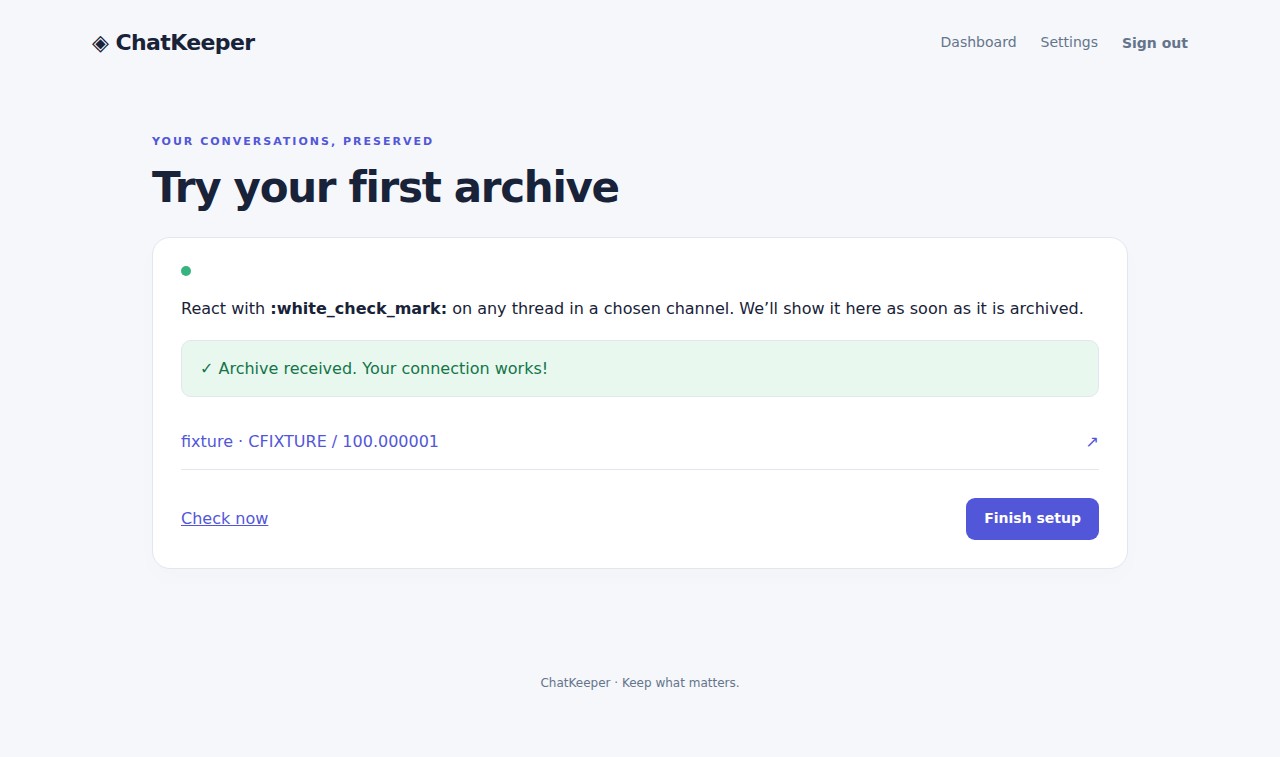 ◈ ChatKeeper
Dashboard Settings Sign out
YOUR CONVERSATIONS, PRESERVED
Try your first archive
React with :white_check_mark: on any thread in a chosen channel. We’ll show it here as soon as it is archived.
✓ Archive received. Your connection works!
fixture · CFIXTURE / 100.000001 ↗
Check now
Finish setup
ChatKeeper · Keep what matters.